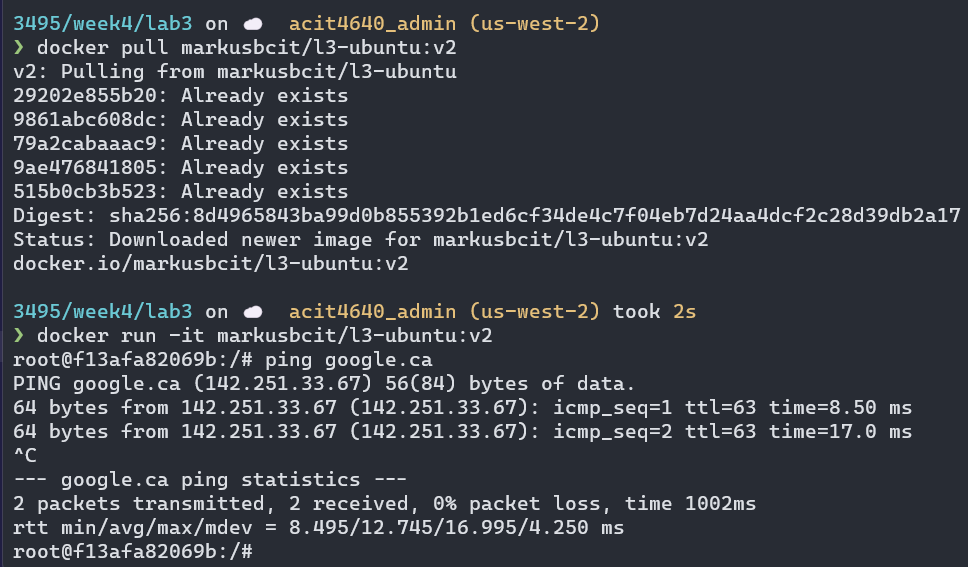 3495/week4/lab3 on ☁️ acit4640_admin (us-west-2)
❯ docker pull markusbcit/l3-ubuntu:v2
v2: Pulling from markusbcit/l3-ubuntu
29202e855b20: Already exists
9861abc608dc: Already exists
79a2cabaaac9: Already exists
9ae476841805: Already exists
515b0cb3b523: Already exists
Digest: sha256:8d4965843ba99d0b855392b1ed6cf34de4c7f04eb7d24aa4dcf2c28d39db2a17
Status: Downloaded newer image for markusbcit/l3-ubuntu:v2
docker.io/markusbcit/l3-ubuntu:v2
3495/week4/lab3 on ☁️ acit4640_admin (us-west-2) took 2s
❯ docker run -it markusbcit/l3-ubuntu:v2
root@f13afa82069b:/# ping google.ca
PING google.ca (142.251.33.67) 56(84) bytes of data.
64 bytes from 142.251.33.67 (142.251.33.67): icmp_seq=1 ttl=63 time=8.50 ms
64 bytes from 142.251.33.67 (142.251.33.67): icmp_seq=2 ttl=63 time=17.0 ms
^C
--- google.ca ping statistics ---
2 packets transmitted, 2 received, 0% packet loss, time 1002ms
rtt min/avg/max/mdev = 8.495/12.745/16.995/4.250 ms
root@f13afa82069b:/#